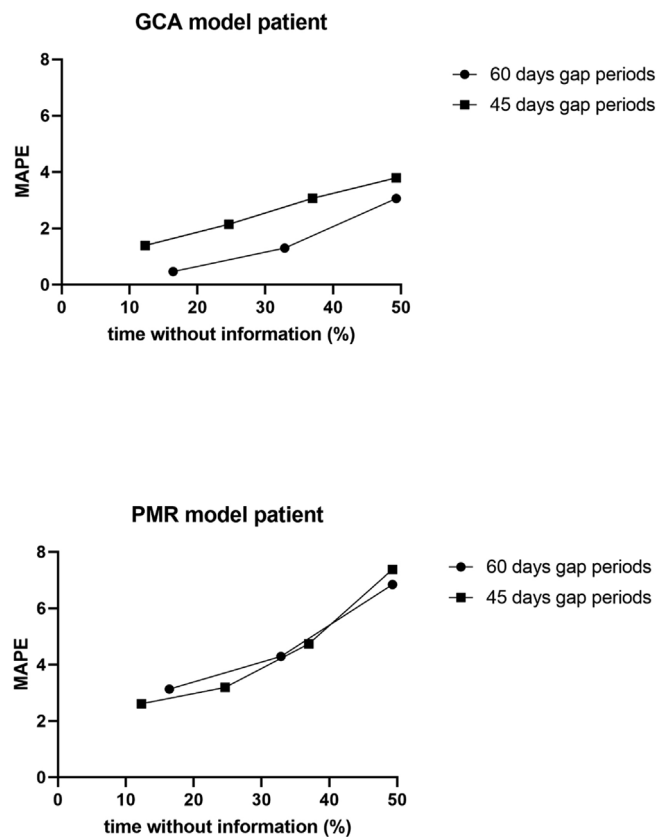 GCA model patient
8
6
4
2
0
MAPE
0 10 20 30 40 50
time without information (%)
60 days gap periods
45 days gap periods
PMR model patient
8
6
4
2
0
MAPE
0 10 20 30 40 50
time without information (%)
60 days gap periods
45 days gap periods